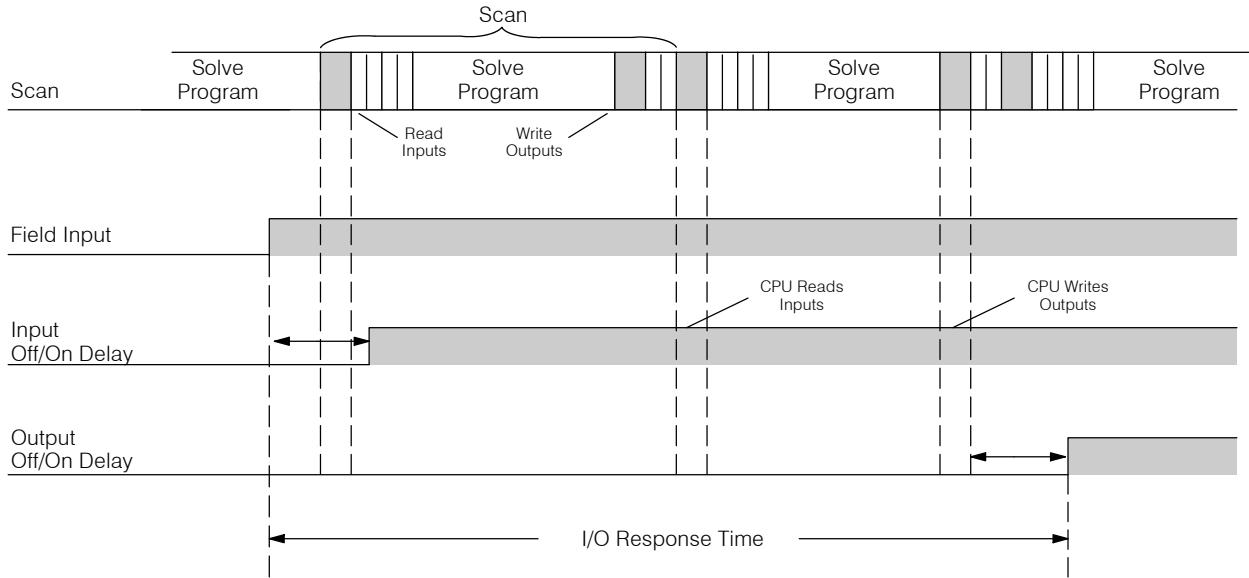 Scan
Solve
Program
Solve
Program
Solve
Program
Solve
Program
Scan
Read
Inputs
Write
Outputs
Field Input
CPU Reads
Inputs
CPU Writes
Outputs
Input
Off/On Delay
Output
Off/On Delay
I/O Response Time